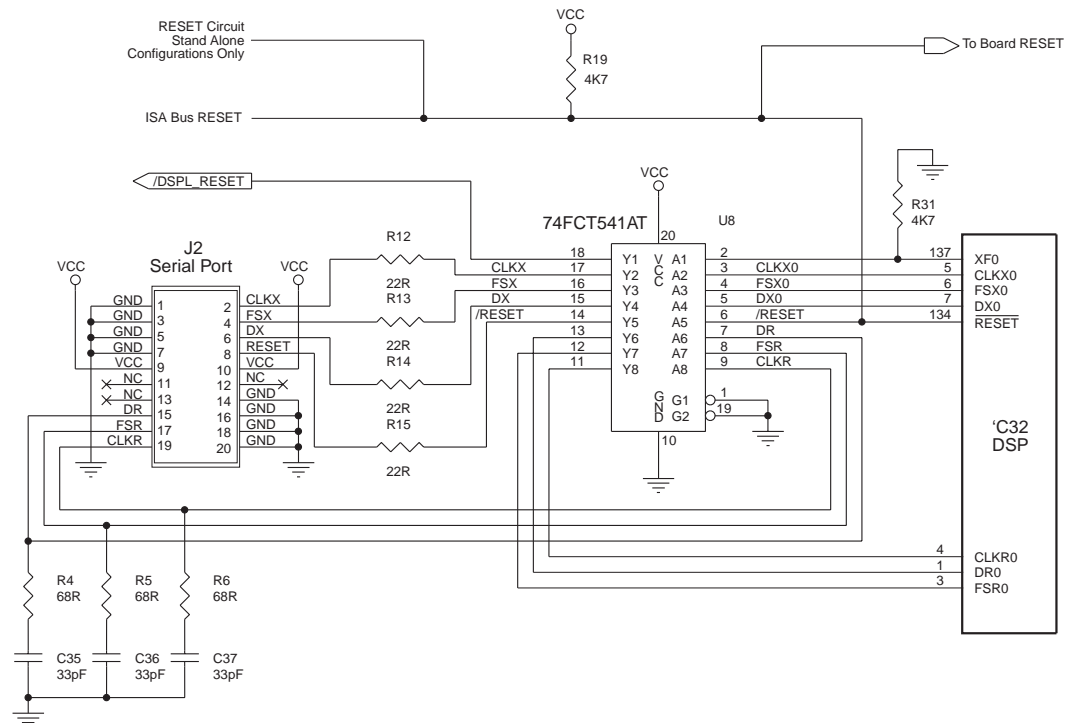 RESET Circuit
Stand Alone
Configurations Only
VCC
R19
4K7
To Board RESET
ISA Bus RESET
/DSPL_RESET
VCC
R31
4K7
74FCT541AT
U8
J2
Serial Port
VCC
VCC
R12
22R
R13
22R
R14
22R
R15
22R
GND 1
GND 3
GND 5
GND 7
VCC 9
NC 11
NC 13
DR 15
FSR 17
CLKR 19
2 CLKX
4 FSX
6 DX
8 RESET
10 VCC
12 NC
14 GND
16 GND
18 GND
20 GND
20
18 Y1
CLKX 17 Y2
FSX 16 Y3
DX 15 Y4
/RESET 14 Y5
13 Y6
12 Y7
11 Y8
VCC
A1 2
A2 3 CLKX0
A3 4 FSX0
A4 5 DX0
A5 6 /RESET
A6 7 DR
A7 8 FSR
A8 9 CLKR
GND
G1 1
G2 19
10
137 XF0
5 CLKX0
6 FSX0
7 DX0
134 RESET
'C32
DSP
4 CLKR0
1 DR0
3 FSR0
R4
68R
R5
68R
R6
68R
C35
33pF
C36
33pF
C37
33pF